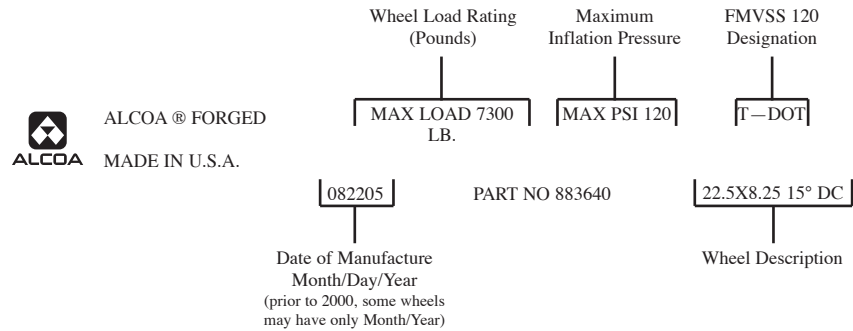 Wheel Load Rating
(Pounds)
Maximum
Inflation Pressure
FMVSS 120
Designation
ALCOA ® FORGED
MAX LOAD 7300
LB.
MAX PSI 120
T—DOT
ALCOA
MADE IN U.S.A.
082205
PART NO 883640
22.5X8.25 15° DC
Date of Manufacture
Month/Day/Year
(prior to 2000, some wheels
may have only Month/Year)
Wheel Description